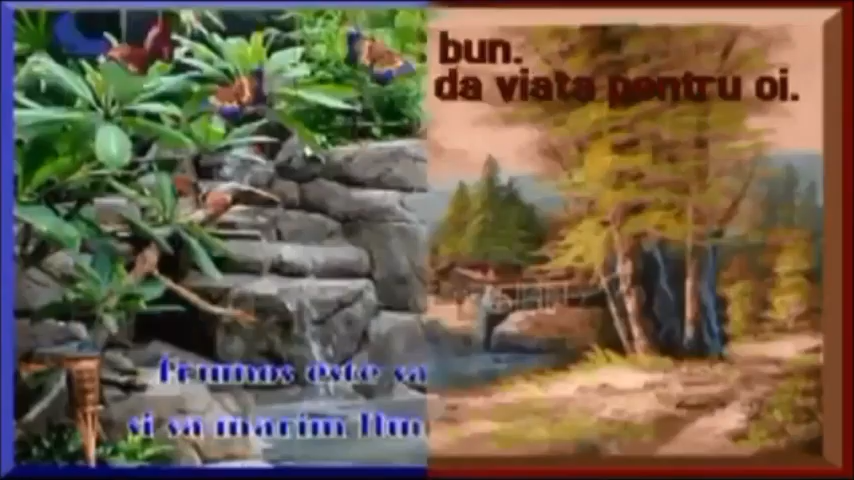 bun.
da viata pentru oi.
Frumos este sa
si sa marim